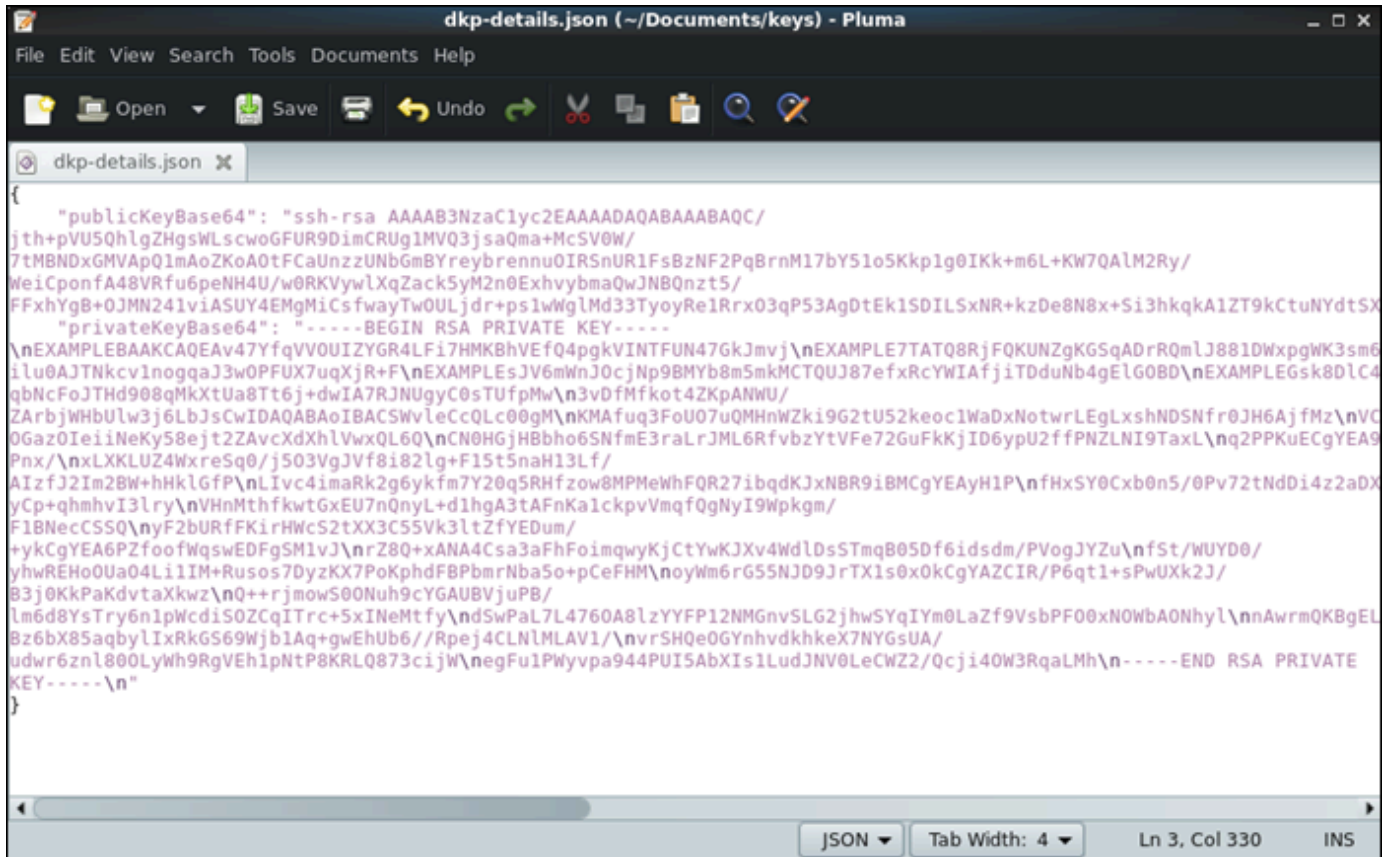 dkp-details.json (~/Documents/keys) - Pluma
File Edit View Search Tools Documents Help
Open Save Undo
dkp-details.json
{
"publicKeyBase64": "ssh-rsa AAAAB3NzaC1yc2EAAAADAQABAAABAQC/
jth+pVU5QhlgZHgsWLscwoGFUR9DimCRUg1MVQ3jsaQma+McSV0W/
7tMBNDxGMVApQ1mAoZKoAOtFCaUnzzUNbGmBYreybrennuOIRSnUR1FsBzNF2PqBrnM17bY51o5Kkp1g0IKk+m6L+KW7QAlM2Ry/
WeiCponfA48VRfu6peNH4U/w0RKVywlXqZack5yM2n0ExhvybmaQwJNBQnzt5/
FFxhYgB+OJMN241viASUY4EMgMiCsfwayTwOULjdr+ps1wWglMd33TyoyRe1RrxO3qP53AgDtEk1SDILSxNR+kzDe8N8x+Si3hkqkA1ZT9kCtuNYdtSX
"privateKeyBase64": "-----BEGIN RSA PRIVATE KEY-----
\nEXAMPLEBAAKCAQEAv47YfqVVOUIZYGR4LFi7HMKBhVEfQ4pgkVINTFUN47GkJmvj\nEXAMPLE7TATQ8RjFQKUNZgKGSqADrRQmlJ881DWxpgWK3sm6
ilu0AJTNkcv1nogqaJ3wOPFUX7uqXjR+F\nEXAMPLEsJV6mWnJOcjNp9BMYb8m5mkMCTQUJ87efxRcYWIAfjiTDduNb4gElGOBD\nEXAMPLEGsk8DlC4
qbNcFoJTHd908qMkXtUa8Tt6j+dwIA7RJNUgyC0sTUfpMw\n3vDfMfkot4ZKpANWU/
ZArbjWHbUlw3j6LbJsCwIDAQABAoIBACSWvleCcQLc00gM\nKMAfuq3FoUO7uQMHnWZki9G2tU52keoc1WaDxNotwrLEgLxshNDSNfr0JH6AjfMz\nVC
OGazOIeiiNeKy58ejt2ZAvcXdXhlVwxQL6Q\nCN0HGjHBbho6SNfmE3raLrJML6RfvbzYtVFe72GuFkKjID6ypU2ffPNZLNI9TaxL\nq2PPKuECgYEA9
Pnx/\nxLXKLUZ4WxreSq0/j5O3VgJVf8i82lg+F15t5naH13Lf/
AIzfJ2Im2BW+hHklGfP\nLIvc4imaRk2g6ykfm7Y20q5RHfzow8MPMeWhFQR27ibqdKJxNBR9iBMCgYEAyH1P\nfHxSY0Cxb0n5/0Pv72tNdDi4z2aDX
yCp+qhmhvI3lry\nVHnMthfkwtGxEU7nQnyL+d1hgA3tAFnKa1ckpvVmqfQgNyI9Wpkgm/
F1BNecCSSQ\nyF2bURfFKirHWcS2tXX3C55Vk3ltZfYEDum/
+ykCgYEA6PZfoofWqswEDFgSM1vJ\nrZ8Q+xANA4Csa3aFhFoimqwyKjCtYwKJXv4WdlDsSTmqB05Df6idsdm/PVogJYZu\nfSt/WUYD0/
yhwREHoOUaO4Li1IM+Rusos7DyzKX7PoKphdFBPbmrNba5o+pCeFHM\noyWm6rG55NJD9JrTX1s0xOkCgYAZCIR/P6qt1+sPwUXk2J/
B3j0KkPaKdvtaXkwz\nQ++rjmowS0ONuh9cYGAUBVjuPB/
lm6d8YsTry6n1pWcdiSOZCqITrc+5xINeMtfy\ndSwPaL7L476OA8lzYYFP12NMGnvSLG2jhwSYqIYm0LaZf9VsbPFO0xNOWbAONhyl\nnAwrmQKBgEL
Bz6bX85aqbylIxRkGS69Wjb1Aq+gwEhUb6//Rpej4CLNlMLAV1/\nvrSHQeOGYnhvdkhkeX7NYGsUA/
udwr6znl80OLyWh9RgVEh1pNtP8KRLQ873cijW\negFu1PWyvpa944PUI5AbXIs1LudJNV0LeCWZ2/Qcji4OW3RqaLMh\n-----END RSA PRIVATE
KEY-----\n"
}
JSON Tab Width: 4 Ln 3, Col 330 INS